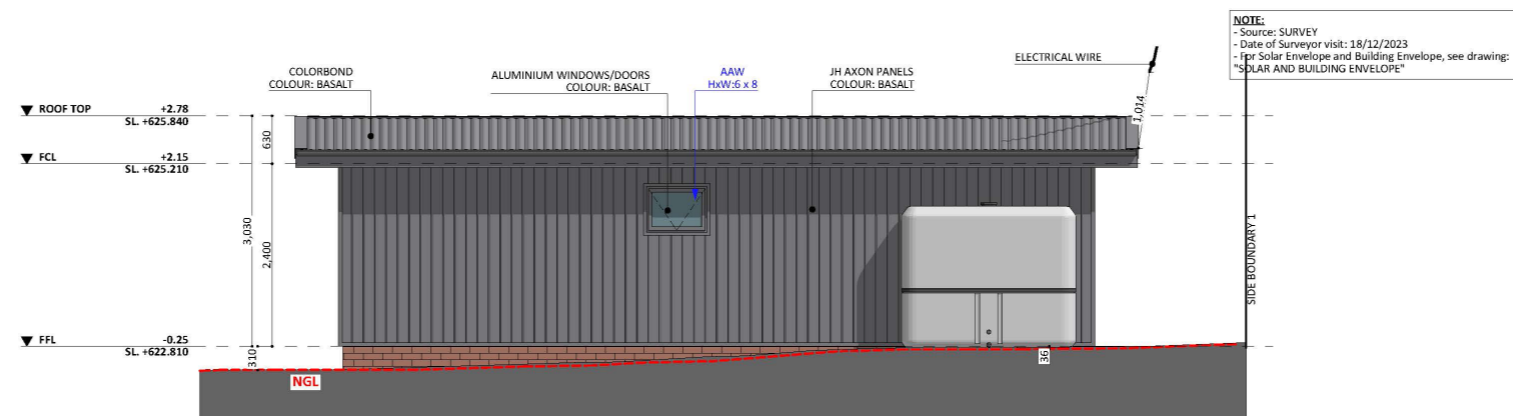 NOTE:
- Source: SURVEY
- Date of Surveyor visit: 18/12/2023
- For Solar Envelope and Building Envelope, see drawing:
"SOLAR AND BUILDING ENVELOPE"
ELECTRICAL WIRE
COLORBOND
COLOUR: BASALT
ALUMINIUM WINDOWS/DOORS
COLOUR: BASALT
AAW
HxW:6 x 8
JH AXON PANELS
COLOUR: BASALT
ROOF TOP +2.78
SL. +625.840
FCL +2.15
SL. +625.210
FFL -0.25
SL. +622.810
630
3,030
2,400
310
1,014
36
SIDE BOUNDARY 1
NGL